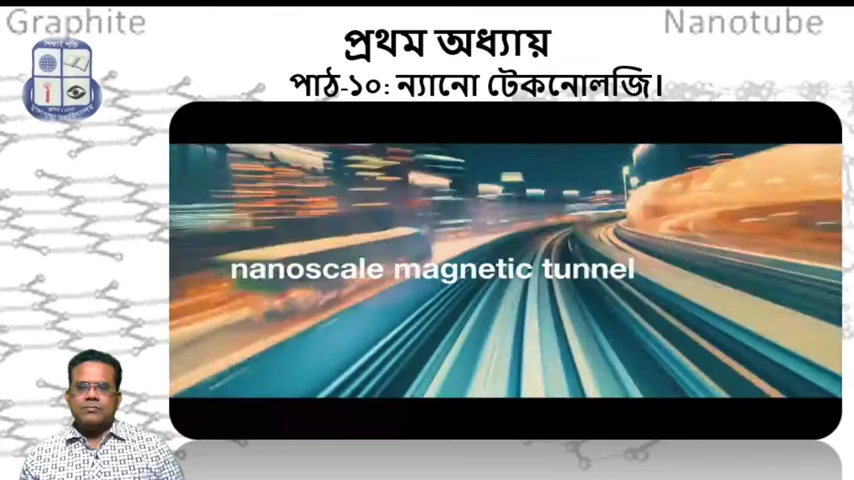 Graphite
Nanotube
প্রথম অধ্যায়
পাঠ-১০: ন্যানো টেকনোলজি।
nanoscale magnetic tunnel